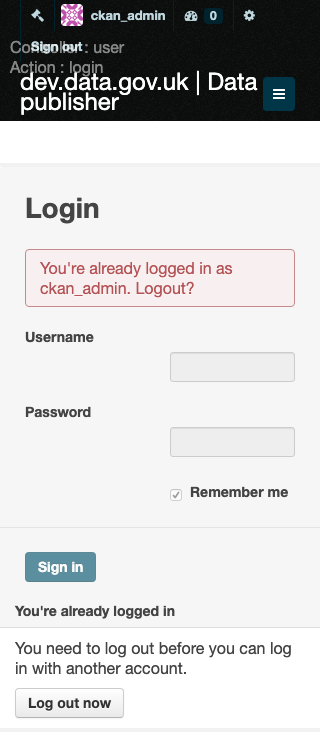 ckan_admin 0
Sign out
Controller : user
Action : login
dev.data.gov.uk | Data
publisher
Login
You're already logged in as
ckan_admin. Logout?
Username
Password
Remember me
Sign in
You're already logged in
You need to log out before you can log
in with another account.
Log out now